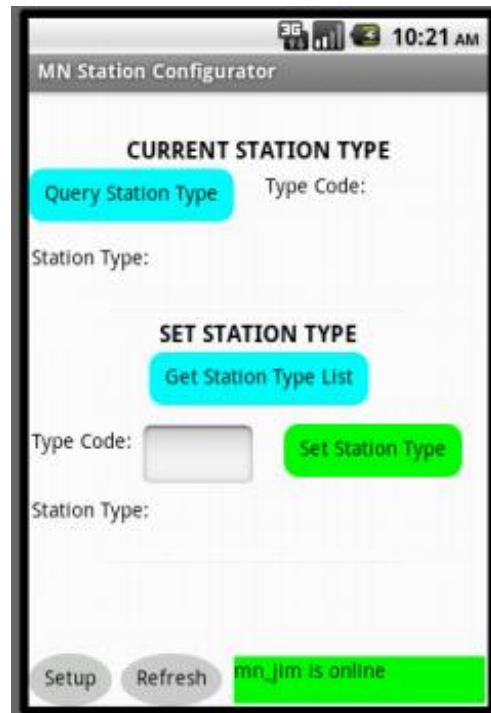 3G 10:21 AM
MN Station Configurator
CURRENT STATION TYPE
Query Station Type Type Code:
Station Type:
SET STATION TYPE
Get Station Type List
Type Code: Set Station Type
Station Type:
Setup Refresh mn_jim is online